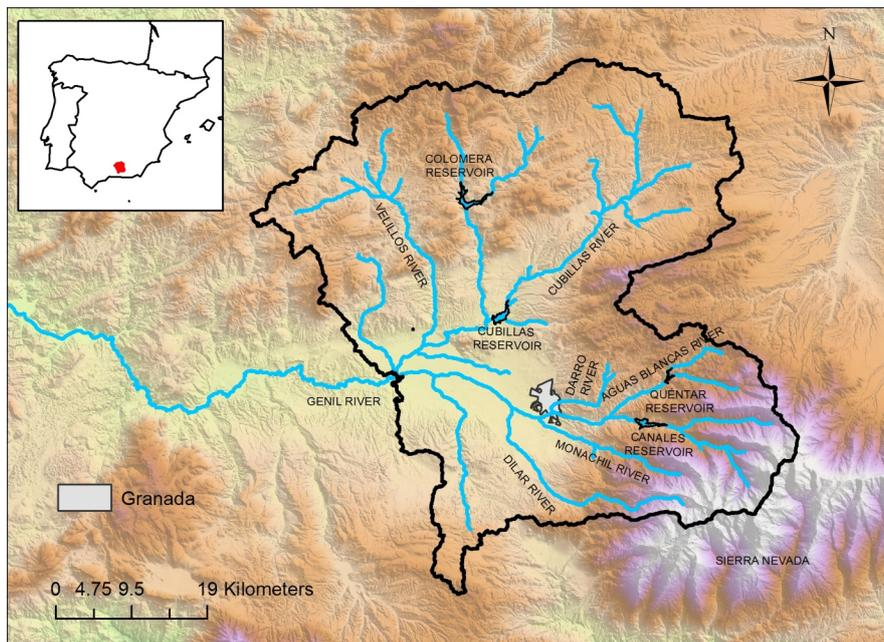 N
COLOMERA
RESERVOIR
VELILLOS RIVER
CUBILLAS RIVER
CUBILLAS
RESERVOIR
DARRO
RIVER
AGUAS BLANCAS RIVER
QUÉNTAR
RESERVOIR
GENIL RIVER
CANALES
RESERVOIR
MONACHIL RIVER
DILAR RIVER
Granada
SIERRA NEVADA
0 4.75 9.5 19 Kilometers